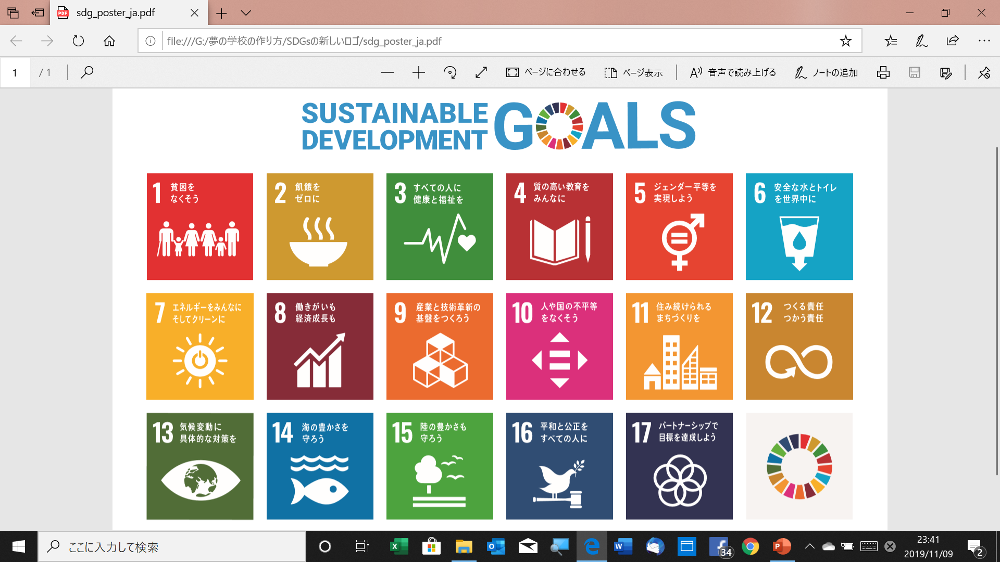 sdg_poster_ja.pdf
file:///G:/夢の学校の作り方/SDGsの新しいロゴ/sdg_poster_ja.pdf
1 / 1 ページに合わせる ページ表示 音声で読み上げる ノートの追加
SUSTAINABLE
DEVELOPMENT
GOALS
1 貧困を
なくそう
2 飢餓を
ゼロに
3 すべての人に
健康と福祉を
4 質の高い教育を
みんなに
5 ジェンダー平等を
実現しよう
6 安全な水とトイレ
を世界中に
7 エネルギーをみんなに
そしてクリーンに
8 働きがいも
経済成長も
9 産業と技術革新の
基盤をつくろう
10 人や国の不平等
をなくそう
11 住み続けられる
まちづくりを
12 つくる責任
つかう責任
13 気候変動に
具体的な対策を
14 海の豊かさを
守ろう
15 陸の豊かさも
守ろう
16 平和と公正を
すべての人に
17 パートナーシップで
目標を達成しよう
ここに入力して検索
34
23:41
2019/11/09
2